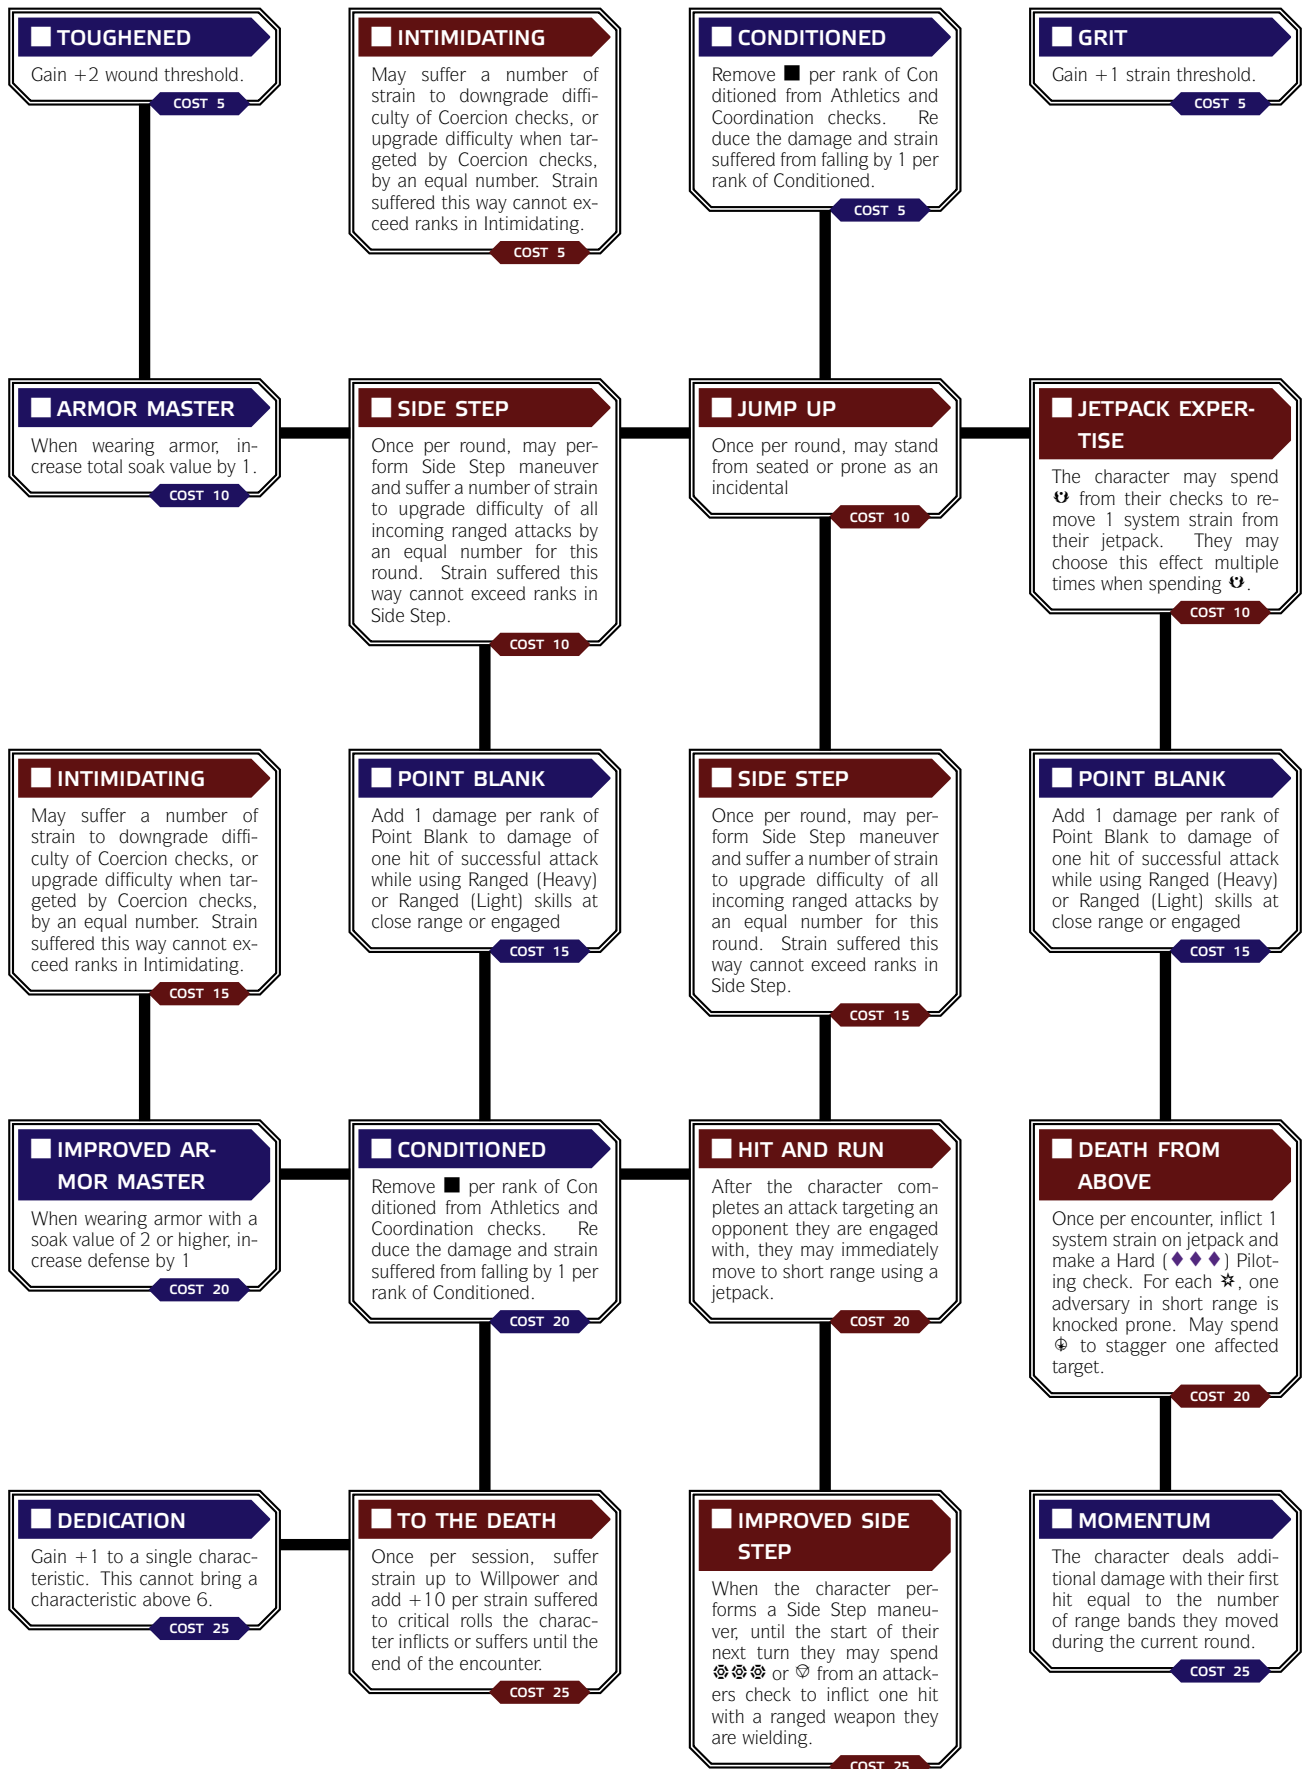 TOUGHENED
Gain +2 wound threshold.
COST 5
INTIMIDATING
May suffer a number of
strain to downgrade diffi-
culty of Coercion checks, or
upgrade difficulty when tar-
geted by Coercion checks,
by an equal number. Strain
suffered this way cannot ex-
ceed ranks in Intimidating.
COST 5
CONDITIONED
Remove ■ per rank of Con
ditioned from Athletics and
Coordination checks. Re
duce the damage and strain
suffered from falling by 1 per
rank of Conditioned.
COST 5
GRIT
Gain +1 strain threshold.
COST 5
ARMOR MASTER
When wearing armor, in-
crease total soak value by 1.
COST 10
SIDE STEP
Once per round, may per-
form Side Step maneuver
and suffer a number of strain
to upgrade difficulty of all
incoming ranged attacks by
an equal number for this
round. Strain suffered this
way cannot exceed ranks in
Side Step.
COST 10
JUMP UP
Once per round, may stand
from seated or prone as an
incidental
COST 10
JETPACK EXPER-
TISE
The character may spend
from their checks to re-
move 1 system strain from
their jetpack. They may
choose this effect multiple
times when spending .
COST 10
INTIMIDATING
May suffer a number of
strain to downgrade diffi-
culty of Coercion checks, or
upgrade difficulty when tar-
geted by Coercion checks,
by an equal number. Strain
suffered this way cannot ex-
ceed ranks in Intimidating.
COST 15
POINT BLANK
Add 1 damage per rank of
Point Blank to damage of
one hit of successful attack
while using Ranged (Heavy)
or Ranged (Light) skills at
close range or engaged
COST 15
SIDE STEP
Once per round, may per-
form Side Step maneuver
and suffer a number of strain
to upgrade difficulty of all
incoming ranged attacks by
an equal number for this
round. Strain suffered this
way cannot exceed ranks in
Side Step.
COST 15
POINT BLANK
Add 1 damage per rank of
Point Blank to damage of
one hit of successful attack
while using Ranged (Heavy)
or Ranged (Light) skills at
close range or engaged
COST 15
IMPROVED AR-
MOR MASTER
When wearing armor with a
soak value of 2 or higher, in-
crease defense by 1
COST 20
CONDITIONED
Remove ■ per rank of Con
ditioned from Athletics and
Coordination checks. Re
duce the damage and strain
suffered from falling by 1 per
rank of Conditioned.
COST 20
HIT AND RUN
After the character com-
pletes an attack targeting an
opponent they are engaged
with, they may immediately
move to short range using a
jetpack.
COST 20
DEATH FROM
ABOVE
Once per encounter, inflict 1
system strain on jetpack and
make a Hard (♦ ♦ ♦) Pilot-
ing check. For each , one
adversary in short range is
knocked prone. May spend
to stagger one affected
target.
COST 20
DEDICATION
Gain +1 to a single charac-
teristic. This cannot bring a
characteristic above 6.
COST 25
TO THE DEATH
Once per session, suffer
strain up to Willpower and
add +10 per strain suffered
to critical rolls the charac-
ter inflicts or suffers until the
end of the encounter.
COST 25
IMPROVED SIDE
STEP
When the character per-
forms a Side Step maneu-
ver, until the start of their
next turn they may spend
or from an attack-
ers check to inflict one hit
with a ranged weapon they
are wielding.
COST 25
MOMENTUM
The character deals addi-
tional damage with their first
hit equal to the number
of range bands they moved
during the current round.
COST 25